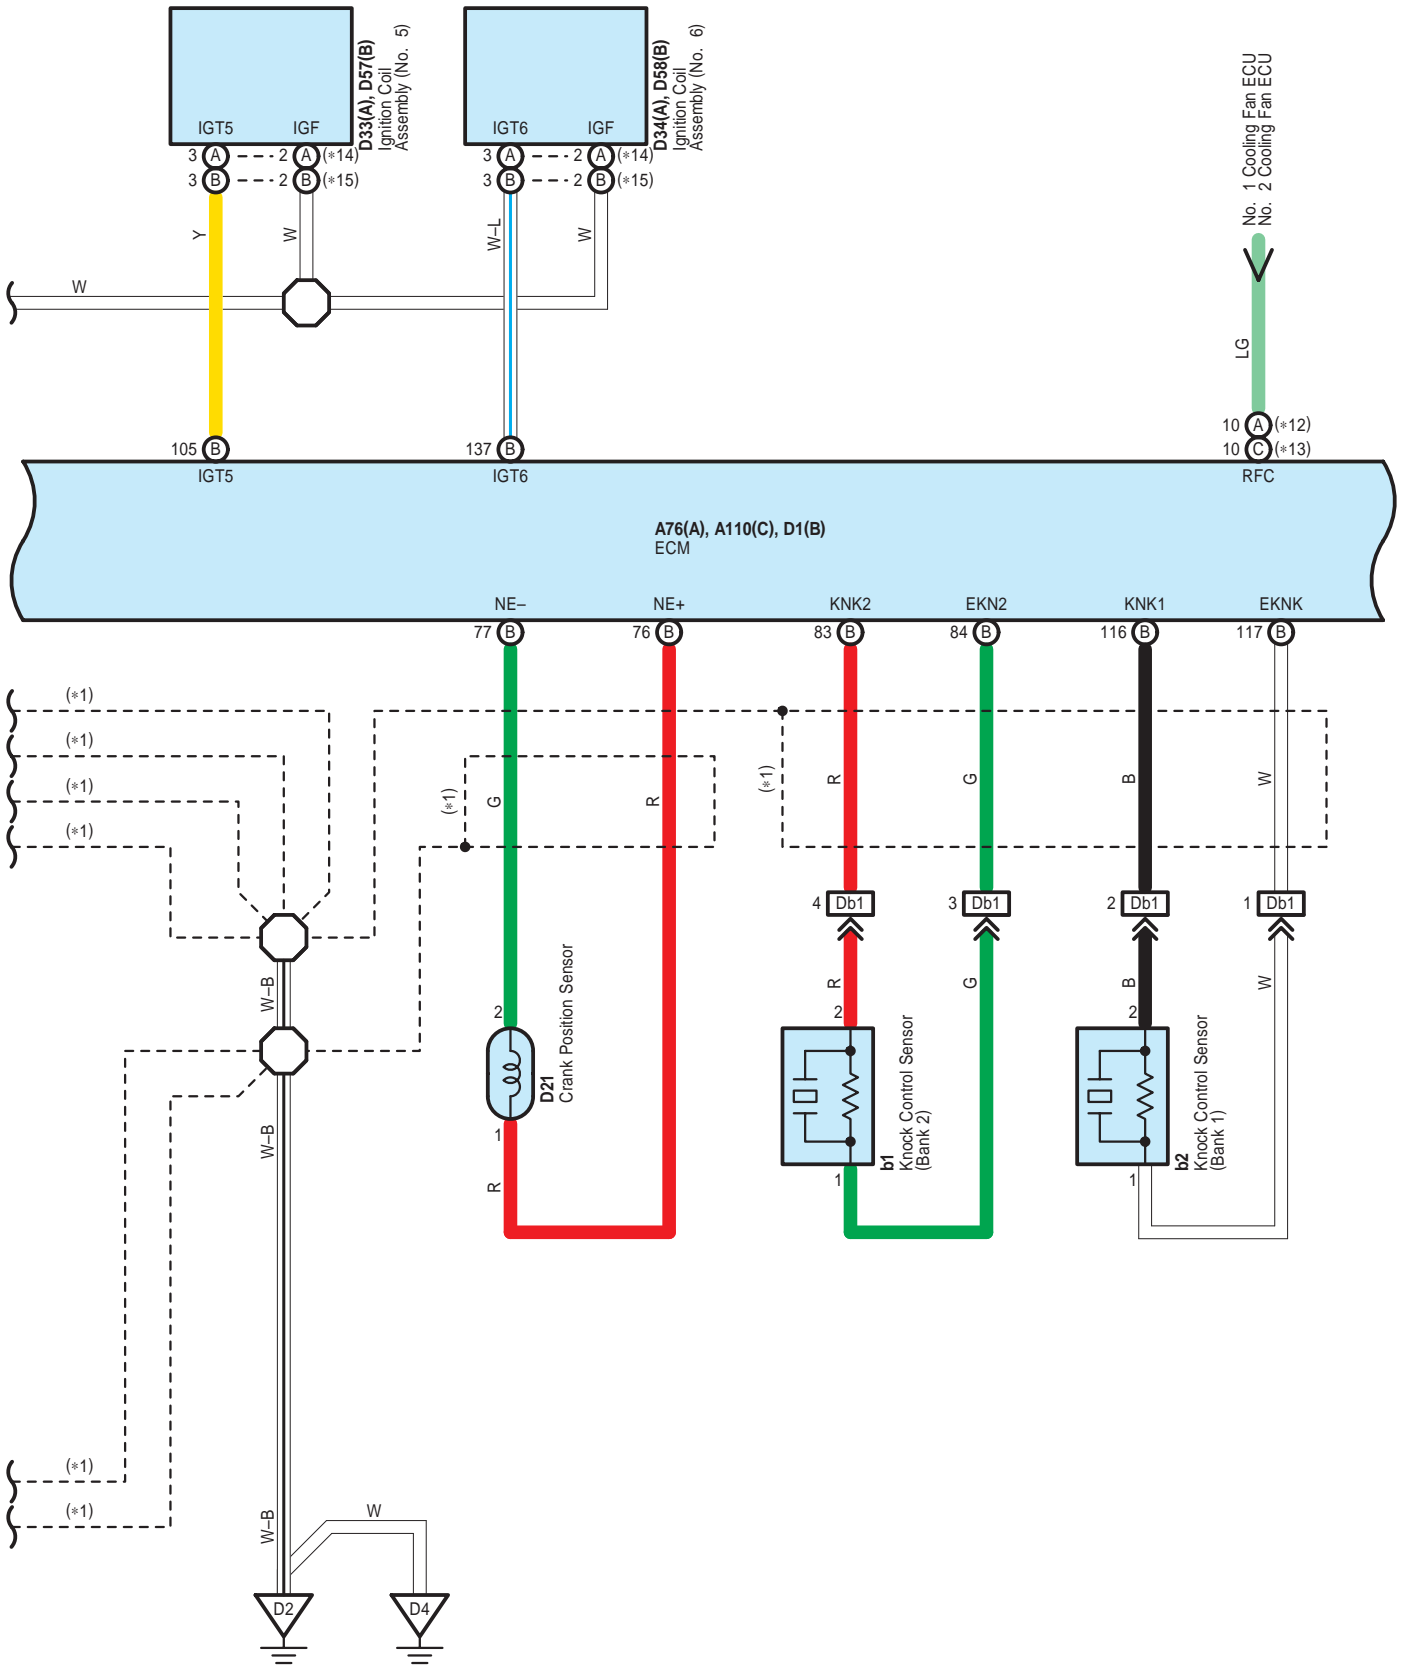 D33(A), D57(B)
Ignition Coil
Assembly (No. 5)
IGT5 IGF
3 A 2 A (*14)
3 B 2 B (*15)
D34(A), D58(B)
Ignition Coil
Assembly (No. 6)
IGT6 IGF
3 A 2 A (*14)
3 B 2 B (*15)
No. 1 Cooling Fan ECU
No. 2 Cooling Fan ECU
Y
W
W–L
W
W
LG
10 A (*12)
10 C (*13)
105 B
137 B
IGT5
IGT6
RFC
A76(A), A110(C), D1(B)
ECM
NE–
NE+
KNK2
EKN2
KNK1
EKNK
77 B
76 B
83 B
84 B
116 B
117 B
(*1)
(*1)
(*1)
(*1)
(*1)
G
R
(*1)
R
G
B
W
4 Db1
3 Db1
2 Db1
1 Db1
W–B
R
G
B
W
2
D21
Crank Position Sensor
1
2
b1
Knock Control Sensor
(Bank 2)
1
2
b2
Knock Control Sensor
(Bank 1)
1
W–B
R
(*1)
(*1)
W–B
W
D2
D4